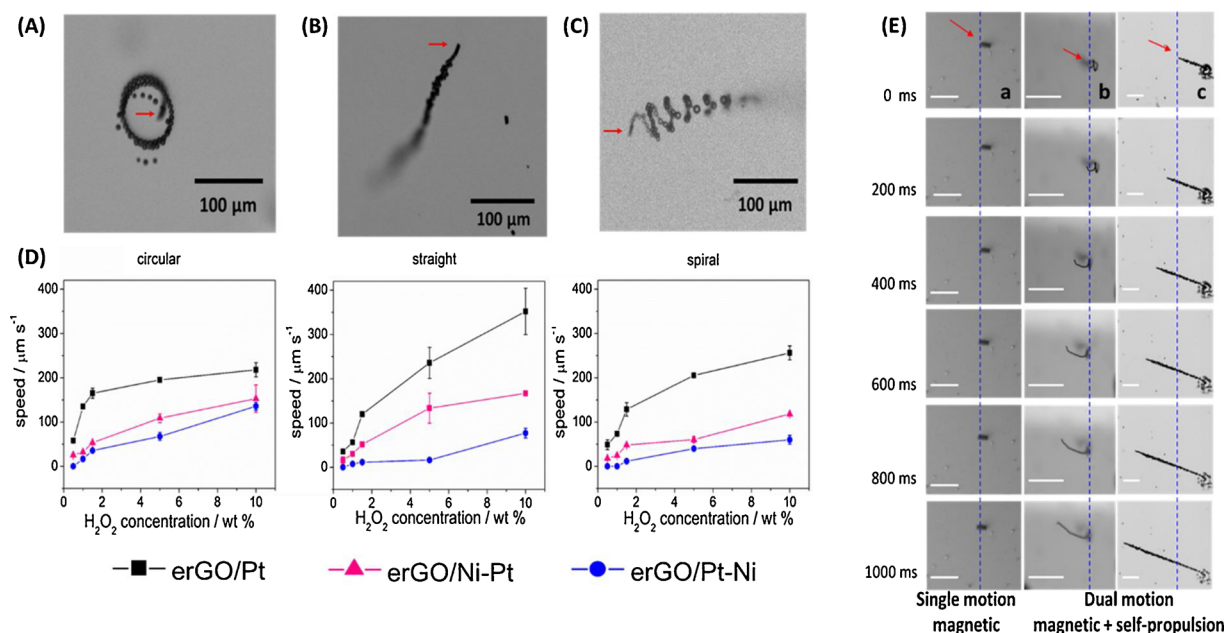 (A)
100 µm
(B)
100 µm
(C)
100 µm
(D)
circular
straight
spiral
speed / µm s⁻¹
400
300
200
100
0
0 2 4 6 8 10
H₂O₂ concentration / wt %
speed / µm s⁻¹
400
300
200
100
0
0 2 4 6 8 10
H₂O₂ concentration / wt %
speed / µm s⁻¹
400
300
200
100
0
0 2 4 6 8 10
H₂O₂ concentration / wt %
erGO/Pt
erGO/Ni-Pt
erGO/Pt-Ni
(E)
a
b
c
0 ms
200 ms
400 ms
600 ms
800 ms
1000 ms
Single motion
magnetic
Dual motion
magnetic + self-propulsion